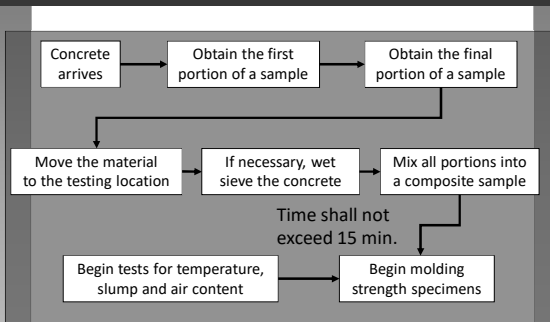 Concrete
arrives
Obtain the first
portion of a sample
Obtain the final
portion of a sample
Move the material
to the testing location
If necessary, wet
sieve the concrete
Mix all portions into
a composite sample
Time shall not
exceed 15 min.
Begin tests for temperature,
slump and air content
Begin molding
strength specimens